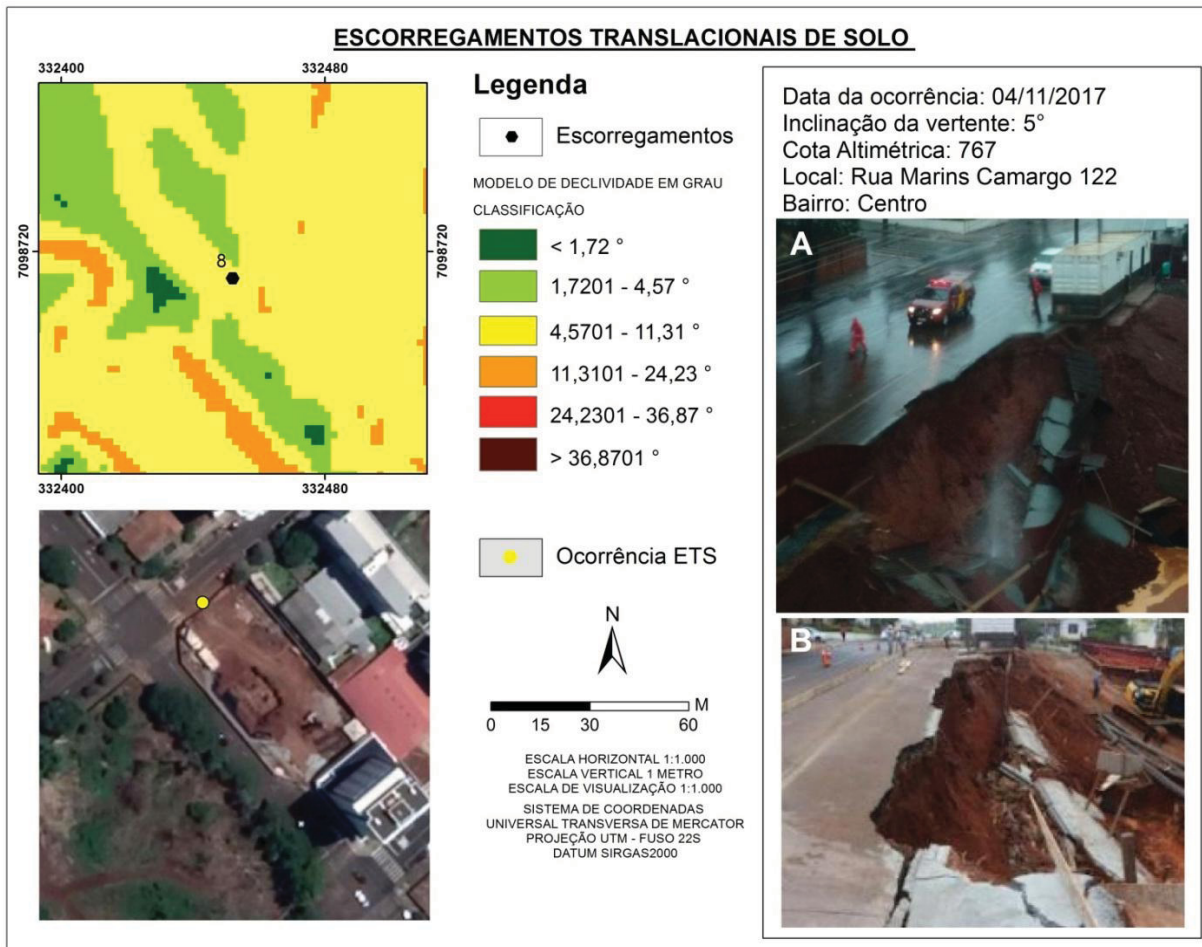 ESCORREGAMENTOS TRANSLACIONAIS DE SOLO
332400
332480
7098720
7098720
8
332400
332480
Legenda
Escorregamentos
MODELO DE DECLIVIDADE EM GRAU
CLASSIFICAÇÃO
< 1,72 °
1,7201 - 4,57 °
4,5701 - 11,31 °
11,3101 - 24,23 °
24,2301 - 36,87 °
> 36,8701 °
Ocorrência ETS
N
M
0 15 30 60
ESCALA HORIZONTAL 1:1.000
ESCALA VERTICAL 1 METRO
ESCALA DE VISUALIZAÇÃO 1:1.000
SISTEMA DE COORDENADAS
UNIVERSAL TRANSVERSA DE MERCATOR
PROJEÇÃO UTM - FUSO 22S
DATUM SIRGAS2000
Data da ocorrência: 04/11/2017
Inclinação da vertente: 5°
Cota Altimétrica: 767
Local: Rua Marins Camargo 122
Bairro: Centro
A
B